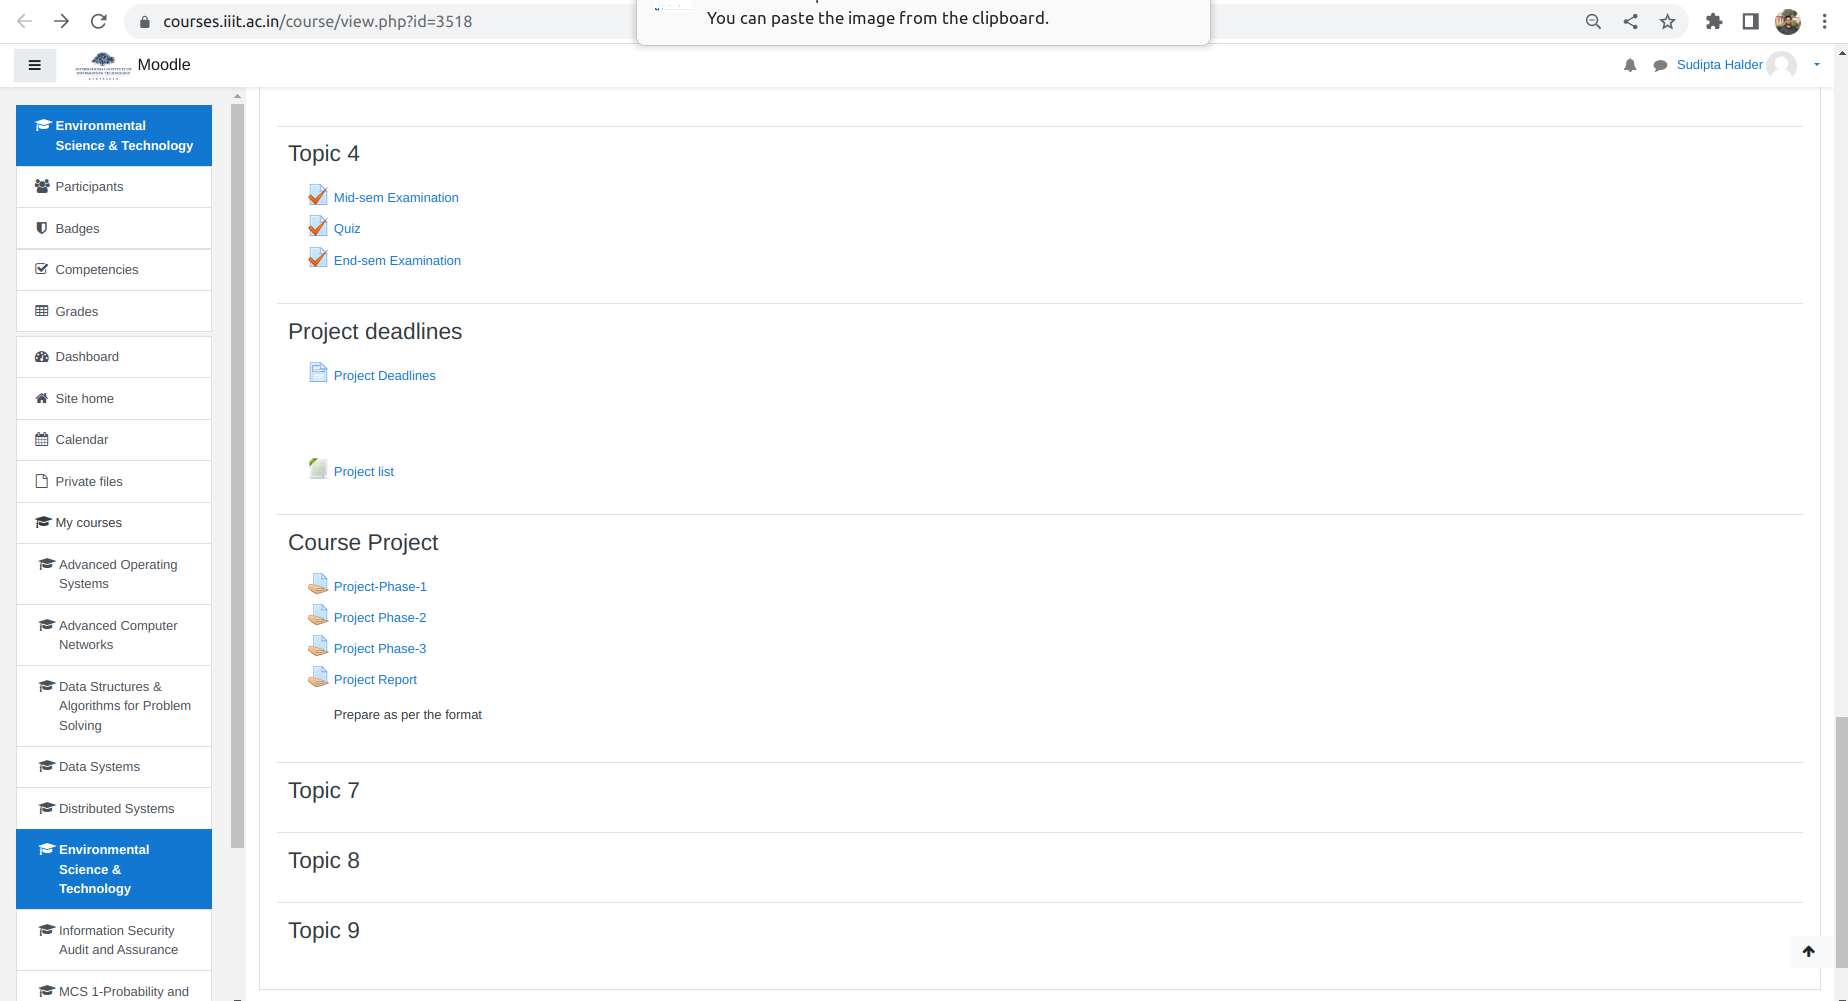 You can paste the image from the clipboard.
courses.iiit.ac.in/course/view.php?id=3518
Moodle
Sudipta Halder
Environmental
Science & Technology
Participants
Badges
Competencies
Grades
Dashboard
Site home
Calendar
Private files
My courses
Advanced Operating
Systems
Advanced Computer
Networks
Data Structures &
Algorithms for Problem
Solving
Data Systems
Distributed Systems
Environmental
Science &
Technology
Information Security
Audit and Assurance
MCS 1-Probability and
Topic 4
Mid-sem Examination
Quiz
End-sem Examination
Project deadlines
Project Deadlines
Project list
Course Project
Project-Phase-1
Project Phase-2
Project Phase-3
Project Report
Prepare as per the format
Topic 7
Topic 8
Topic 9